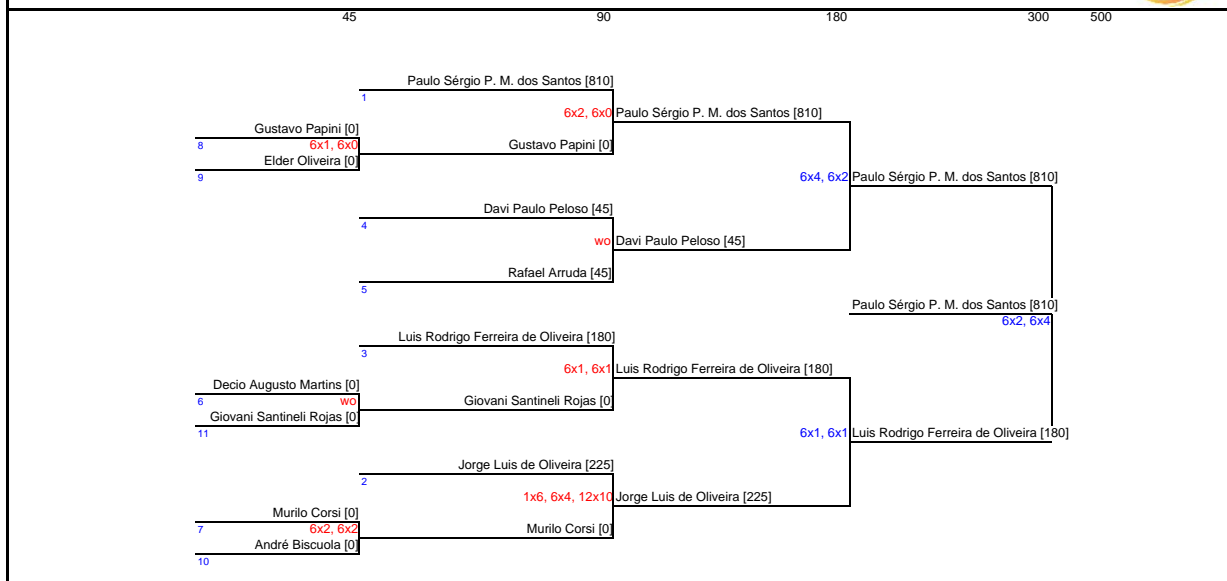 45 90 180 300 500
Paulo Sérgio P. M. dos Santos [810]
1
6x2, 6x0 Paulo Sérgio P. M. dos Santos [810]
Gustavo Papini [0]
8 6x1, 6x0 Gustavo Papini [0]
Elder Oliveira [0]
9
6x4, 6x2 Paulo Sérgio P. M. dos Santos [810]
Davi Paulo Peloso [45]
4
wo Davi Paulo Peloso [45]
Rafael Arruda [45]
5
Paulo Sérgio P. M. dos Santos [810]
6x2, 6x4
Luis Rodrigo Ferreira de Oliveira [180]
3
6x1, 6x1 Luis Rodrigo Ferreira de Oliveira [180]
Decio Augusto Martins [0]
6 wo Giovani Santineli Rojas [0]
Giovani Santineli Rojas [0]
11
6x1, 6x1 Luis Rodrigo Ferreira de Oliveira [180]
Jorge Luis de Oliveira [225]
2
1x6, 6x4, 12x10 Jorge Luis de Oliveira [225]
Murilo Corsi [0]
7 6x2, 6x2 Murilo Corsi [0]
André Biscuola [0]
10